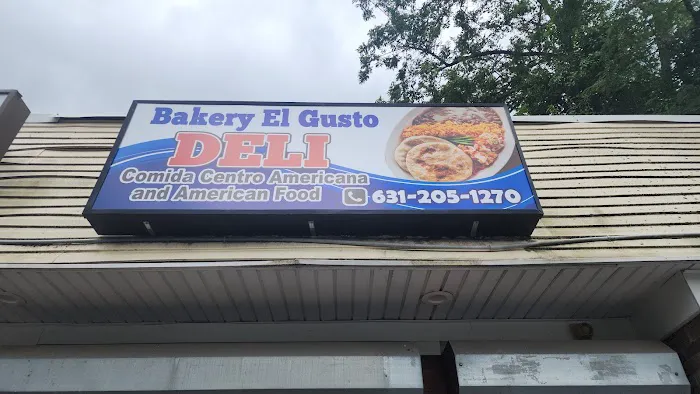 Bakery El Gusto
DELI
Comida Centro Americana
and American Food
631-205-1270